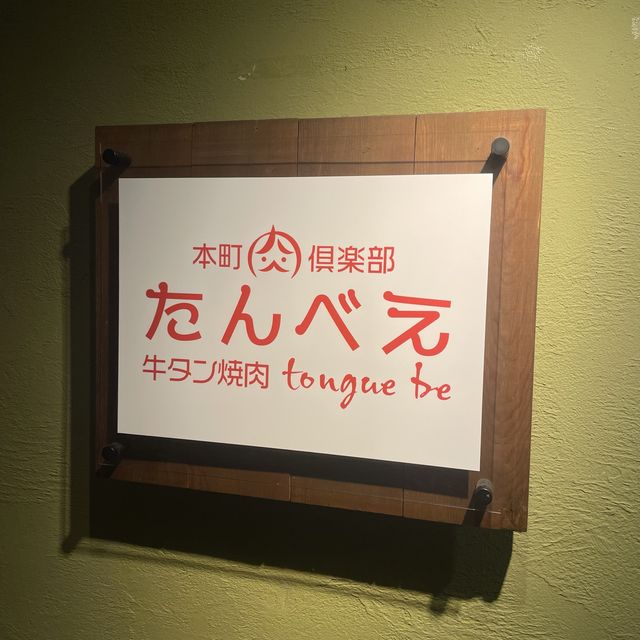 本町 倶楽部
たんべえ
牛タン焼肉 tongue be